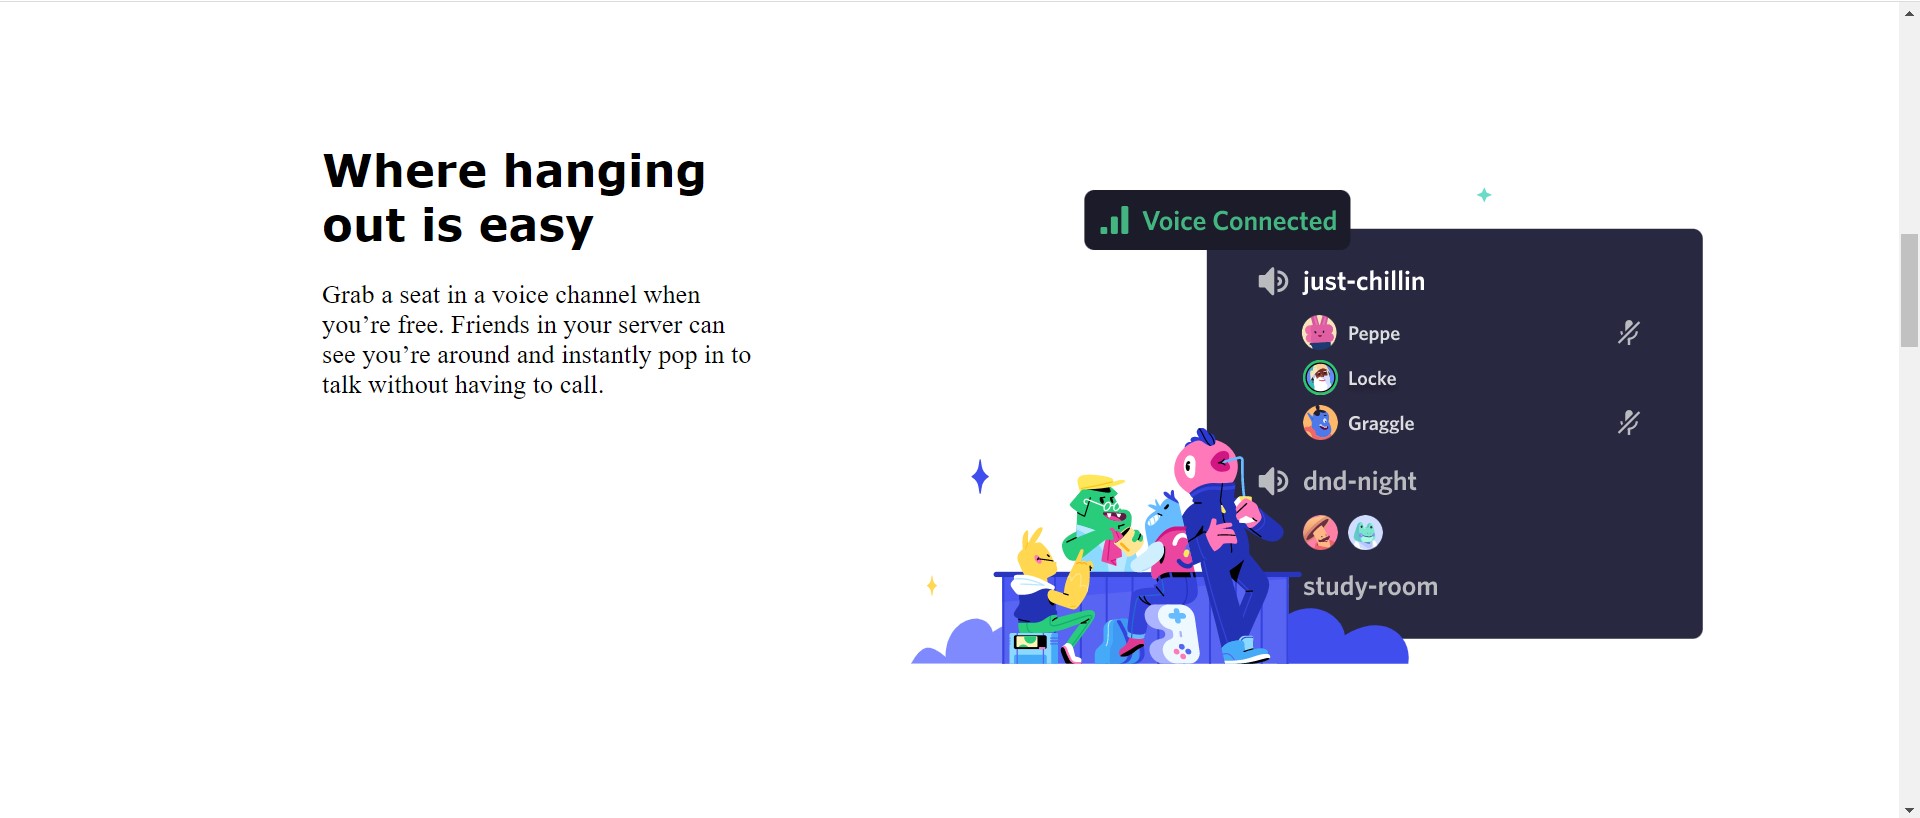 Where hanging
out is easy
Grab a seat in a voice channel when
you’re free. Friends in your server can
see you’re around and instantly pop in to
talk without having to call.
Voice Connected
just-chillin
Peppe
Locke
Graggle
dnd-night
study-room